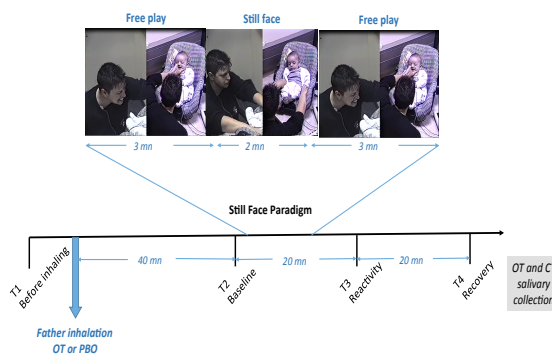 Free play
Still face
Free play
3 mn
2 mn
3 mn
Still Face Paradigm
40 mn
20 mn
20 mn
T1
Before inhaling
T2
Baseline
T3
Reactivity
T4
Recovery
Father inhalation
OT or PBO
OT and C
salivary
collection